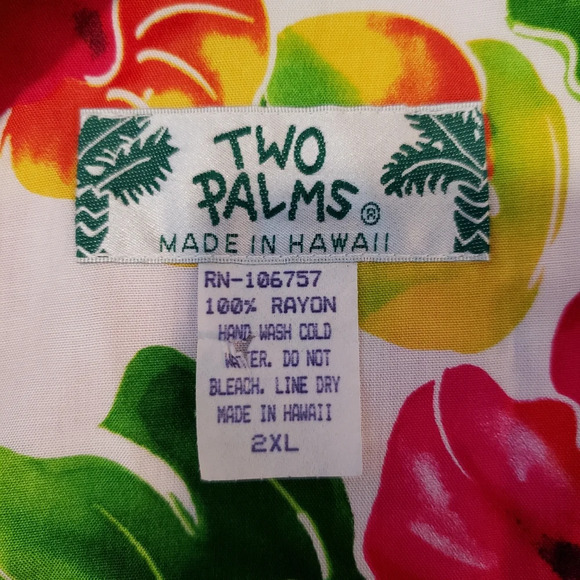 TWO
PALMS®
MADE IN HAWAII
RN-106757
100% RAYON
HAND WASH COLD
WATER. DO NOT
BLEACH. LINE DRY
MADE IN HAWAII
2XL